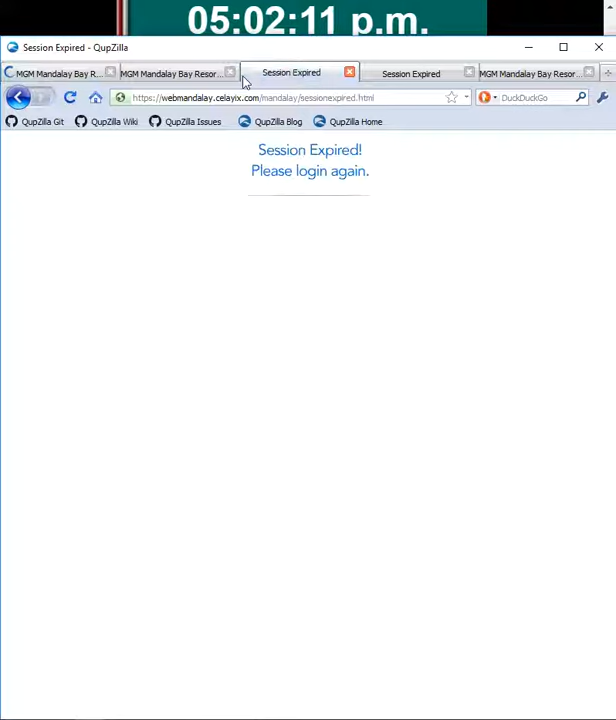 05:02:11 p.m.
Session Expired - QupZilla
MGM Mandalay Bay R... MGM Mandalay Bay Resor... Session Expired Session Expired MGM Mandalay Bay Resor...
https://webmandalay.celayix.com/mandalay/sessionexpired.html DuckDuckGo
QupZilla Git QupZilla Wiki QupZilla Issues QupZilla Blog QupZilla Home
Session Expired!
Please login again.